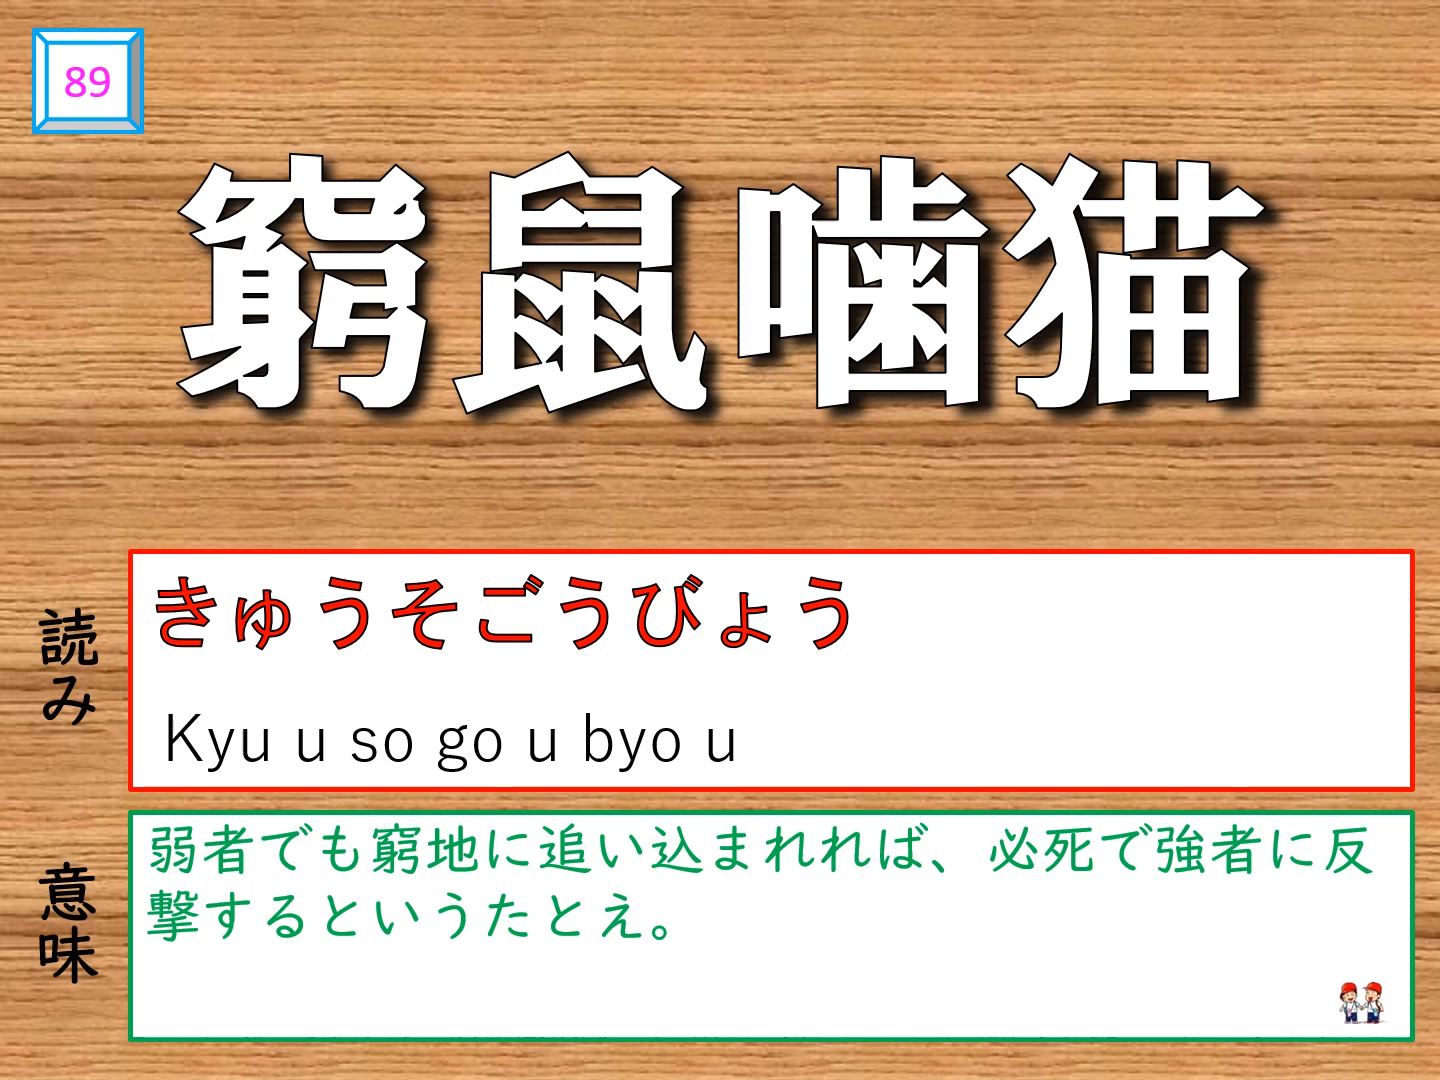 89
窮鼠噛猫
読み
きゅうそごうびょう
Kyu u so go u byo u
意味
弱者でも窮地に追い込まれれば、必死で強者に反
撃するというたとえ。